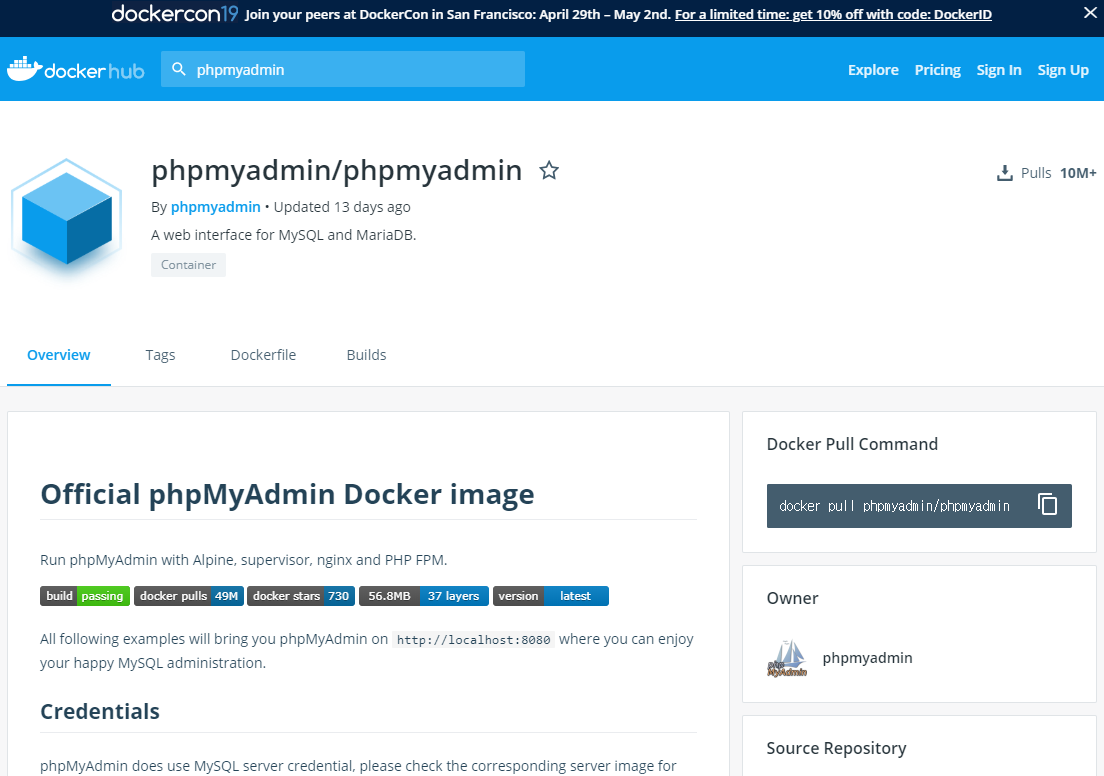 dockercon19 Join your peers at DockerCon in San Francisco: April 29th – May 2nd. For a limited time: get 10% off with code: DockerID
docker hub phpmyadmin Explore Pricing Sign In Sign Up
phpmyadmin/phpmyadmin
Pulls 10M+
By phpmyadmin • Updated 13 days ago
A web interface for MySQL and MariaDB.
Container
Overview Tags Dockerfile Builds
Official phpMyAdmin Docker image
Run phpMyAdmin with Alpine, supervisor, nginx and PHP FPM.
build passing docker pulls 49M docker stars 730 56.8MB 37 layers version latest
All following examples will bring you phpMyAdmin on http://localhost:8080 where you can enjoy
your happy MySQL administration.
Credentials
phpMyAdmin does use MySQL server credential, please check the corresponding server image for
Docker Pull Command
docker pull phpmyadmin/phpmyadmin
Owner
php
MyAdmin
phpmyadmin
Source Repository